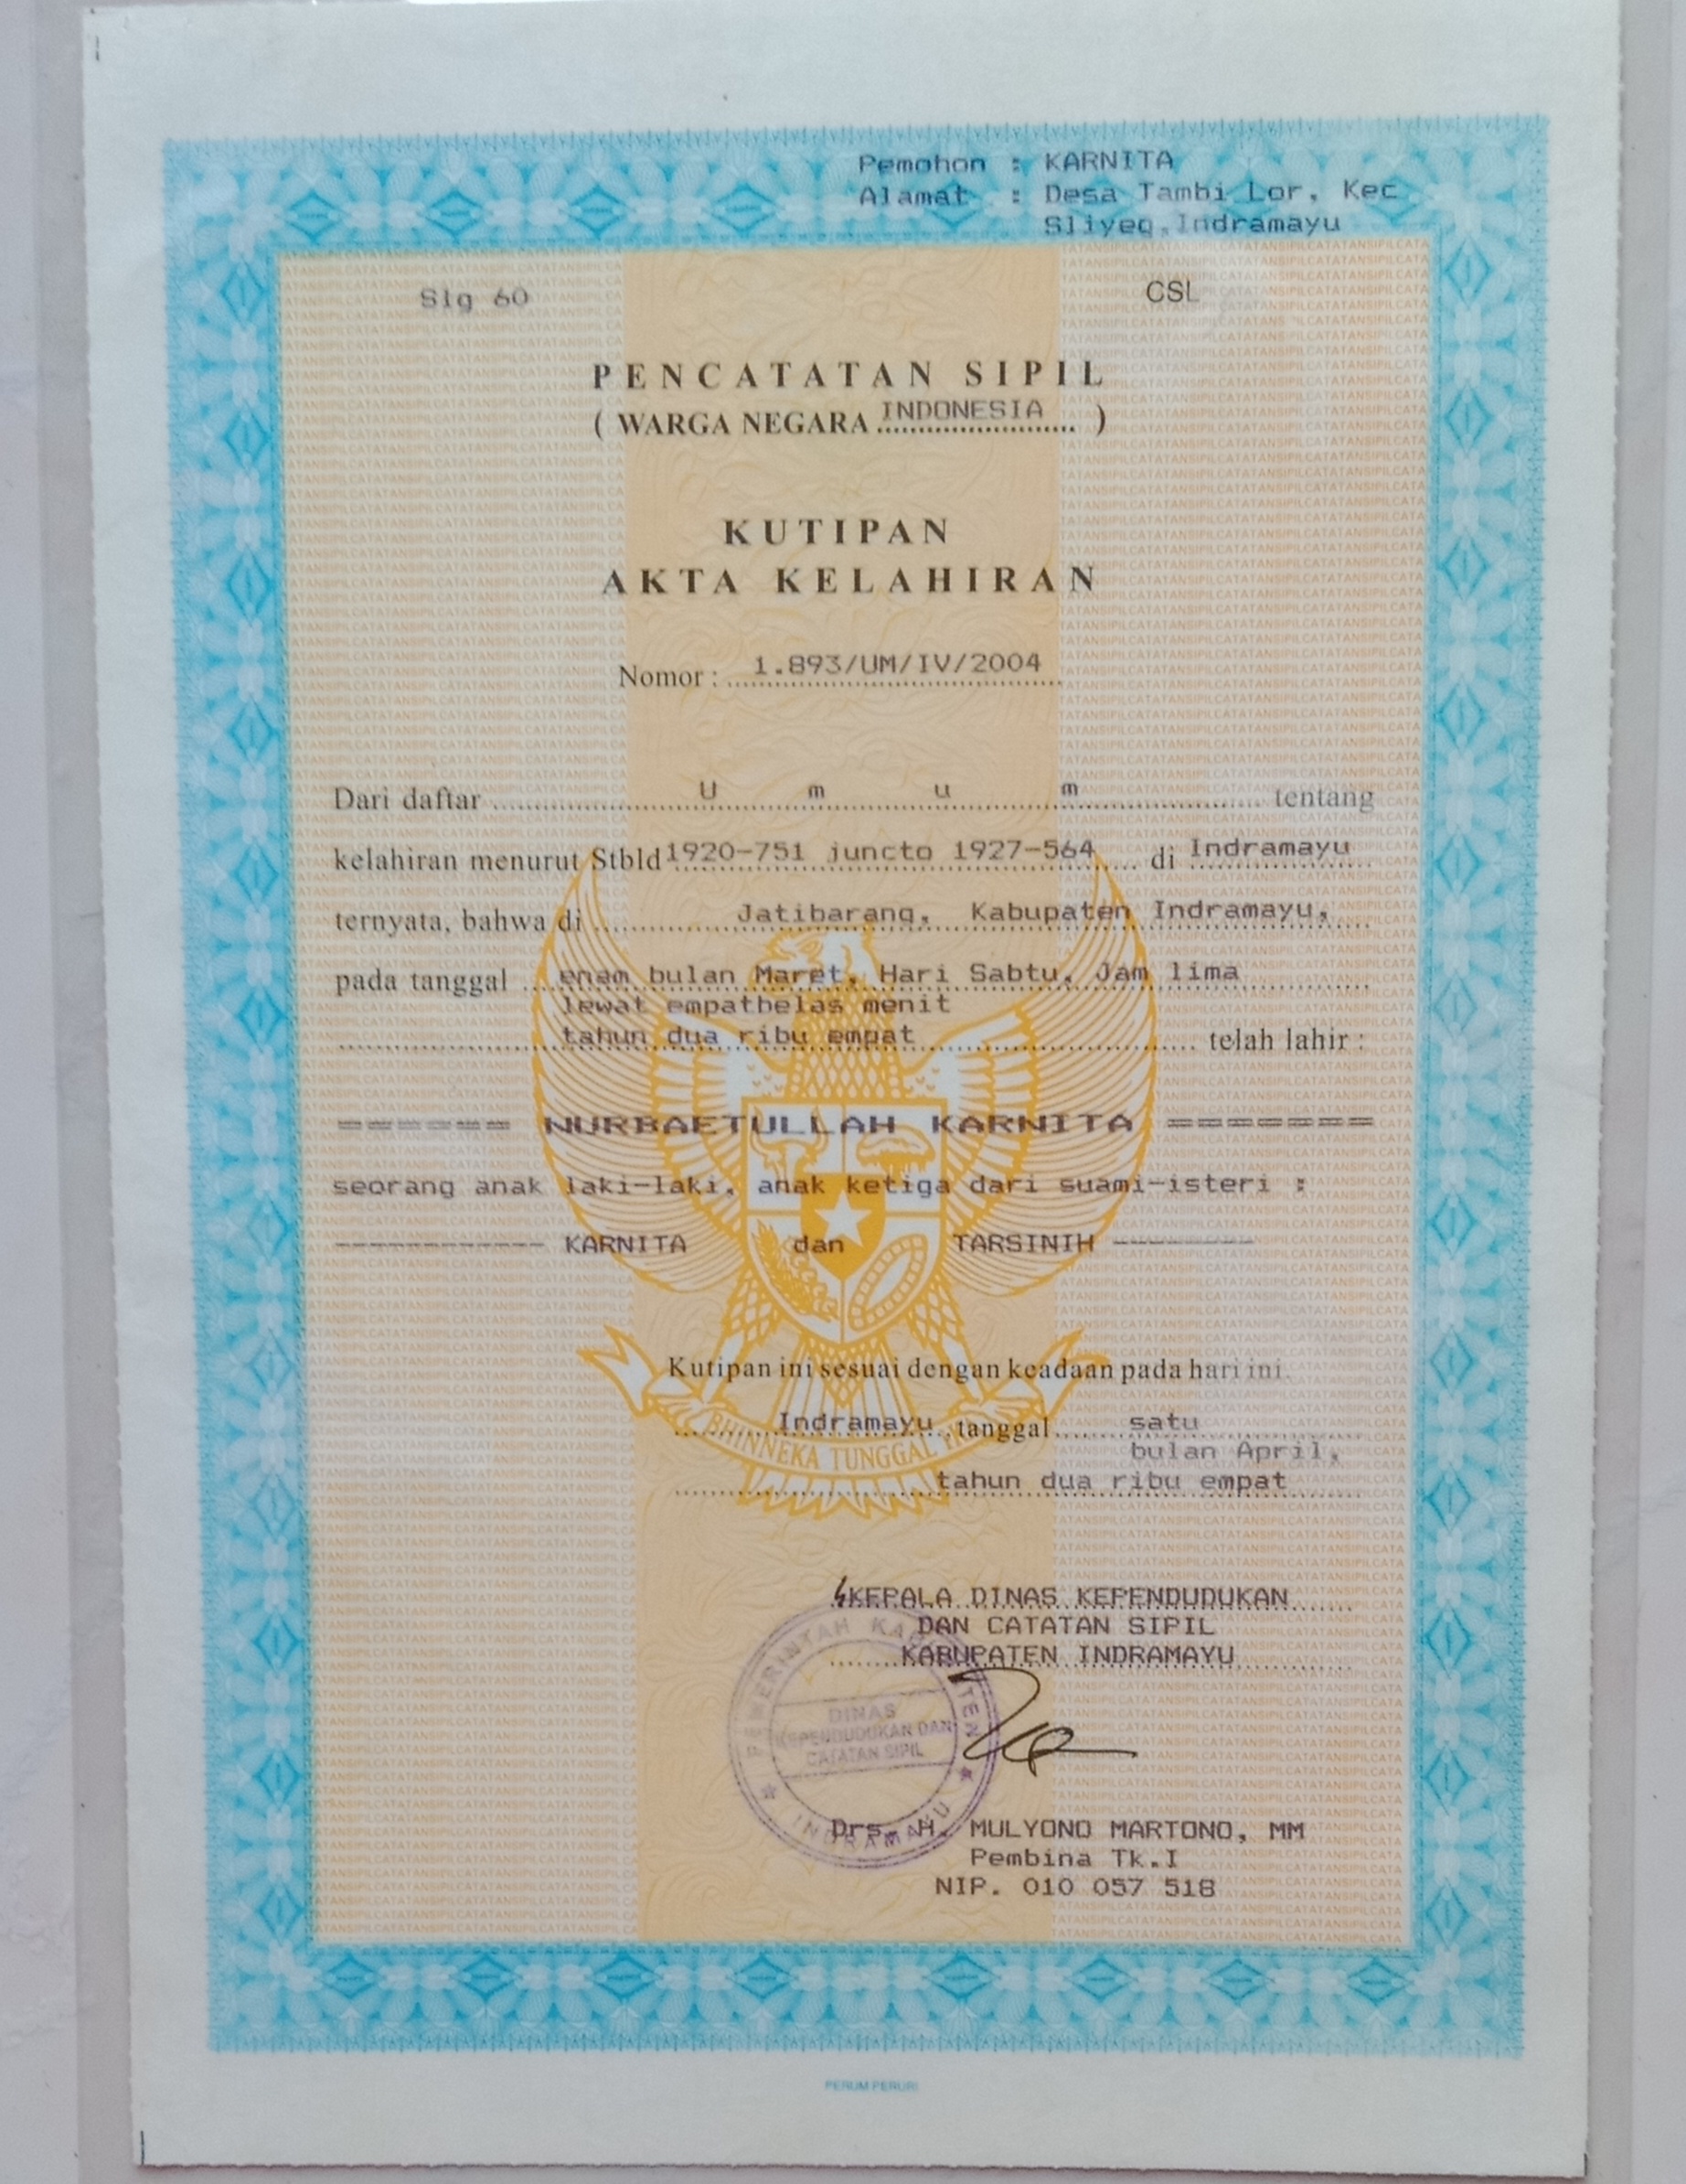 Pemohon : KARNITA
Alamat : Desa Tambi Lor, Kec
Sliyeg, Indramayu
Slg 60
CSL
PENCATATAN SIPIL
( WARGA NEGARA INDONESIA )
KUTIPAN
AKTA KELAHIRAN
Nomor : 1.893/UM/IV/2004
Dari daftar U m u m tentang
kelahiran menurut Stbld 1920-751 juncto 1927-564 di Indramayu
ternyata, bahwa di Jatibarang, Kabupaten Indramayu,
pada tanggal enam bulan Maret, Hari Sabtu, Jam lima
lewat empatbelas menit
tahun dua ribu empat telah lahir :
====== NURBAETULLAH KARNITA =======
seorang anak laki-laki, anak ketiga dari suami-isteri :
------------ KARNITA dan TARSINIH --------
Kutipan ini sesuai dengan keadaan pada hari ini.
Indramayu, tanggal satu
bulan April,
tahun dua ribu empat
BHINNEKA TUNGGAL
KEPALA DINAS KEPENDUDUKAN
DAN CATATAN SIPIL
KABUPATEN INDRAMAYU
PEMERINTAH KABUPATEN
DINAS
KEPENDUDUKAN DAN
CATATAN SIPIL
INDRAMAYU
Drs. H. MULYONO MARTONO, MM
Pembina Tk.I
NIP. 010 057 518
PERUM PERURI